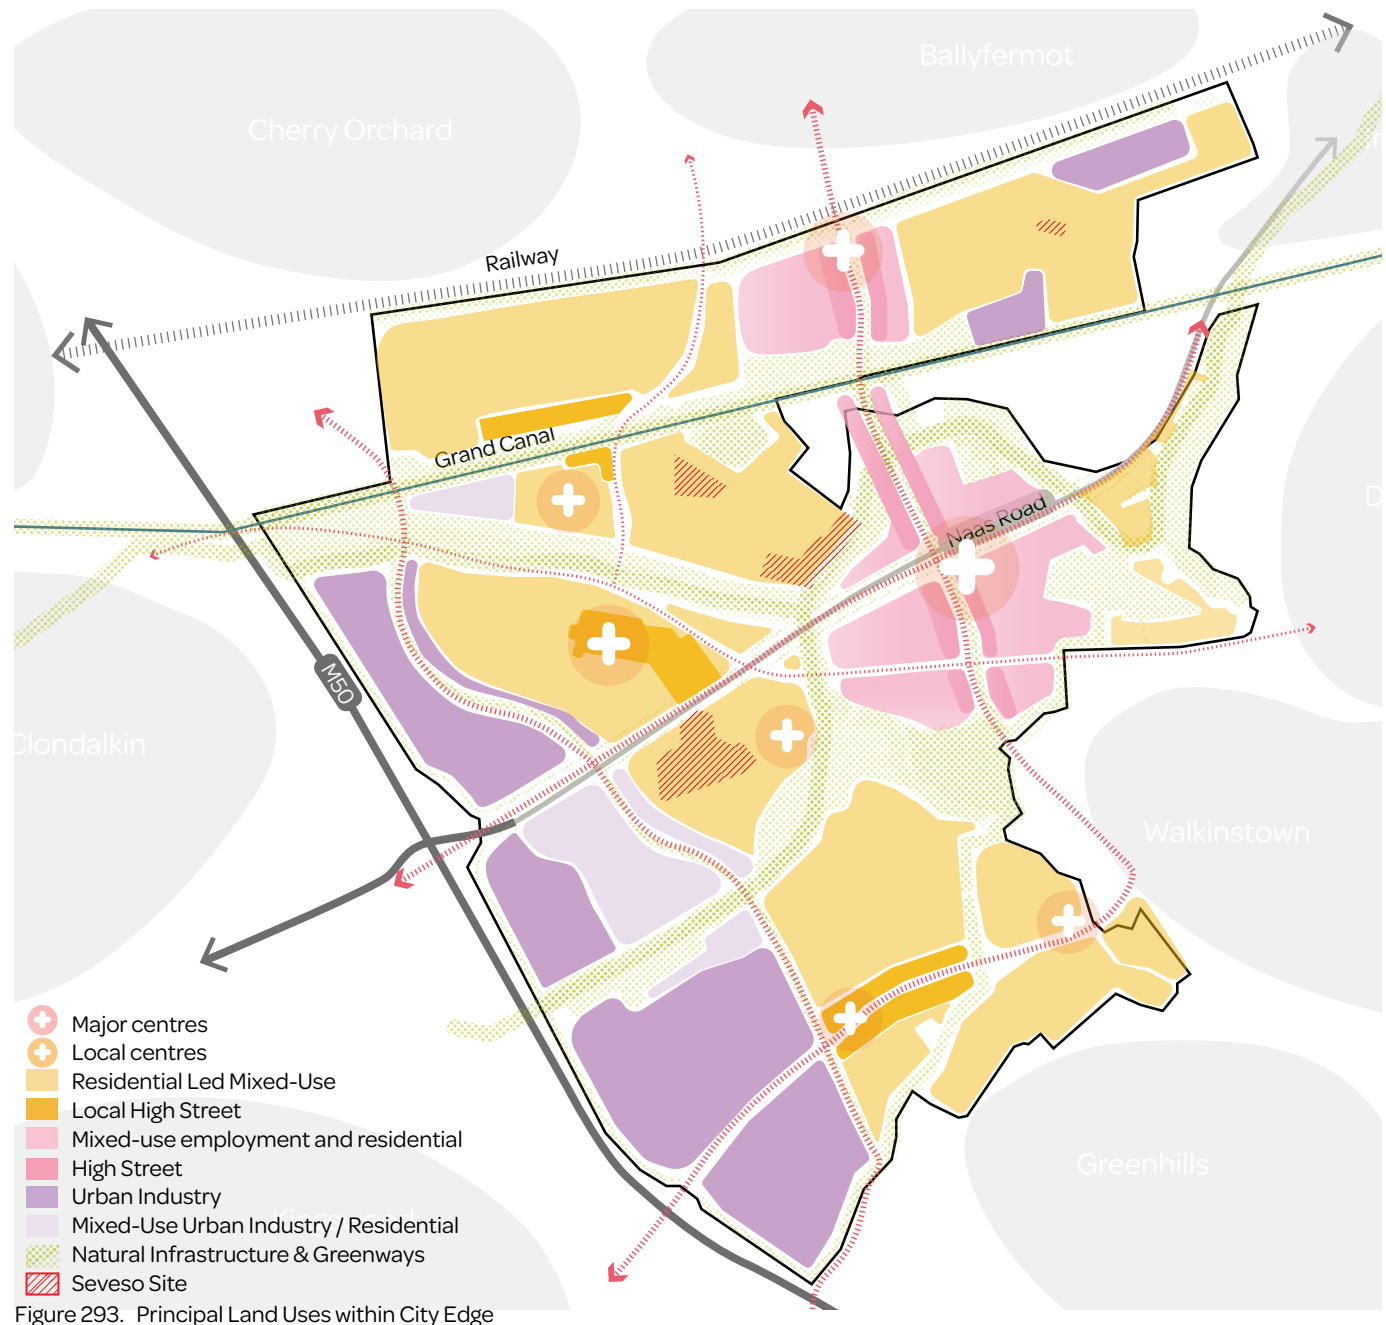 Ballyfermot
Cherry Orchard
Railway
Grand Canal
Naas Road
M50
Clondalkin
Walkinstown
Greenhills
Major centres
Local centres
Residential Led Mixed-Use
Local High Street
Mixed-use employment and residential
High Street
Urban Industry
Mixed-Use Urban Industry / Residential
Natural Infrastructure & Greenways
Seveso Site
Figure 293. Principal Land Uses within City Edge